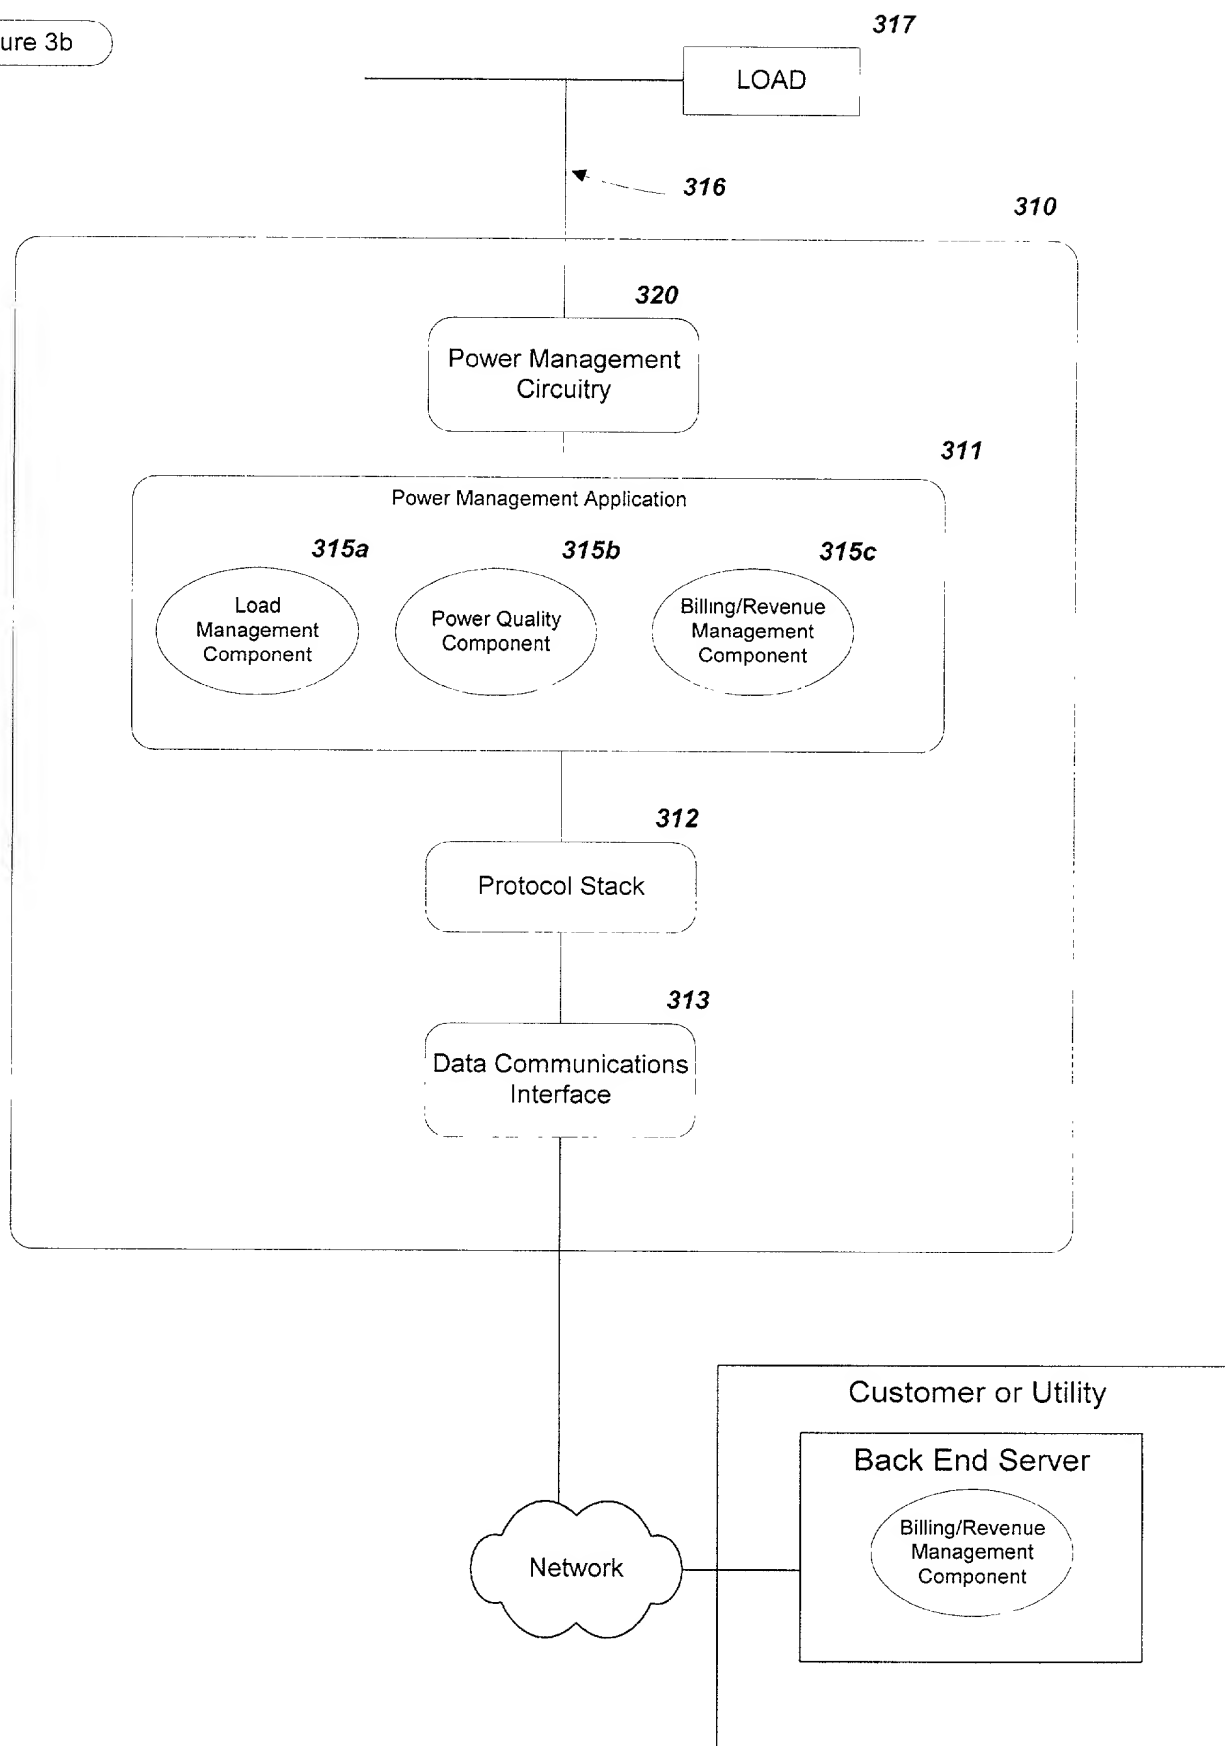 ure 3b
317
LOAD
316
310
320
Power Management
Circuitry
311
Power Management Application
315a
315b
315c
Load
Management
Component
Power Quality
Component
Billing/Revenue
Management
Component
312
Protocol Stack
313
Data Communications
Interface
Customer or Utility
Back End Server
Billing/Revenue
Management
Component
Network